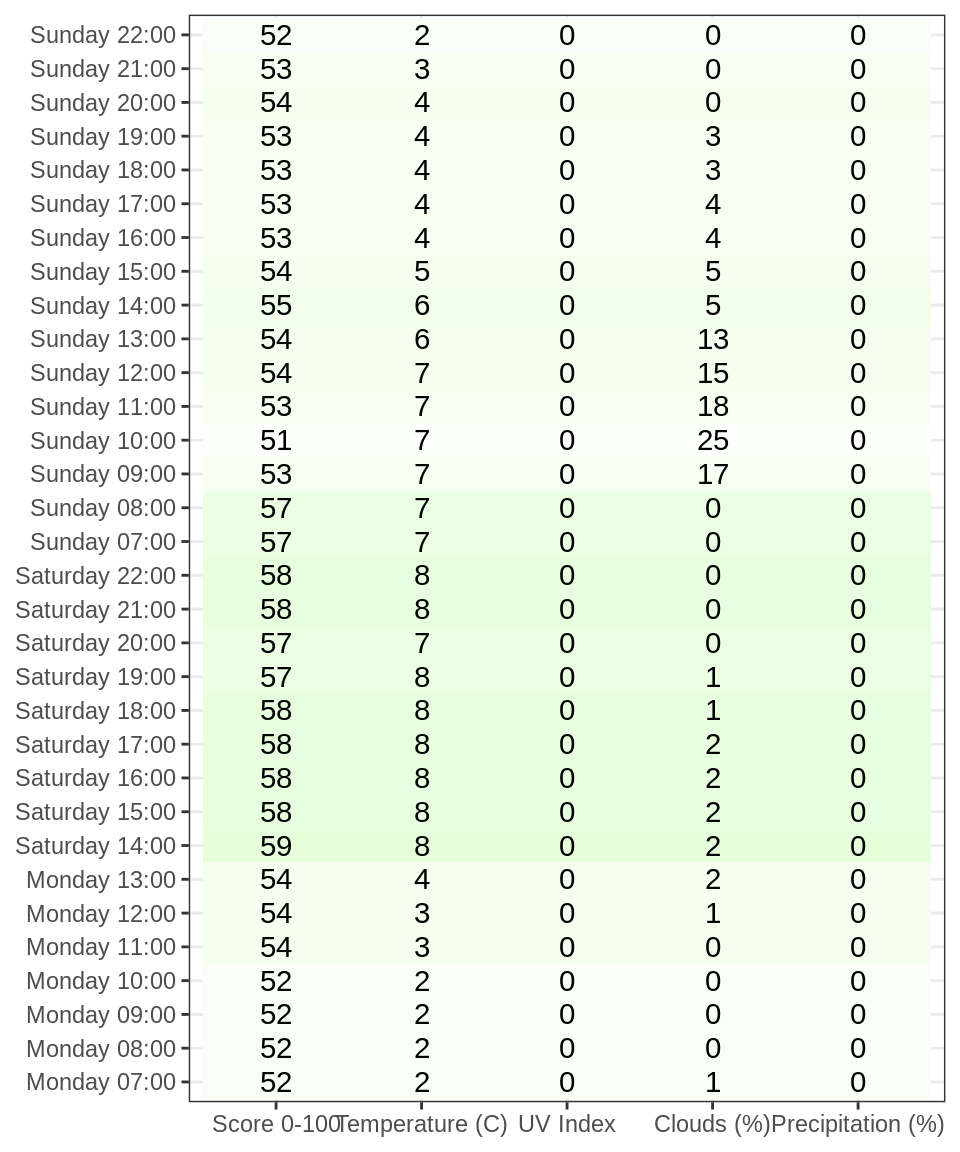 Sunday 22:00 52 2 0 0 0
Sunday 21:00 53 3 0 0 0
Sunday 20:00 54 4 0 0 0
Sunday 19:00 53 4 0 3 0
Sunday 18:00 53 4 0 3 0
Sunday 17:00 53 4 0 4 0
Sunday 16:00 53 4 0 4 0
Sunday 15:00 54 5 0 5 0
Sunday 14:00 55 6 0 5 0
Sunday 13:00 54 6 0 13 0
Sunday 12:00 54 7 0 15 0
Sunday 11:00 53 7 0 18 0
Sunday 10:00 51 7 0 25 0
Sunday 09:00 53 7 0 17 0
Sunday 08:00 57 7 0 0 0
Sunday 07:00 57 7 0 0 0
Saturday 22:00 58 8 0 0 0
Saturday 21:00 58 8 0 0 0
Saturday 20:00 57 7 0 0 0
Saturday 19:00 57 8 0 1 0
Saturday 18:00 58 8 0 1 0
Saturday 17:00 58 8 0 2 0
Saturday 16:00 58 8 0 2 0
Saturday 15:00 58 8 0 2 0
Saturday 14:00 59 8 0 2 0
Monday 13:00 54 4 0 2 0
Monday 12:00 54 3 0 1 0
Monday 11:00 54 3 0 0 0
Monday 10:00 52 2 0 0 0
Monday 09:00 52 2 0 0 0
Monday 08:00 52 2 0 0 0
Monday 07:00 52 2 0 1 0
Score 0-100 Temperature (C) UV Index Clouds (%) Precipitation (%)